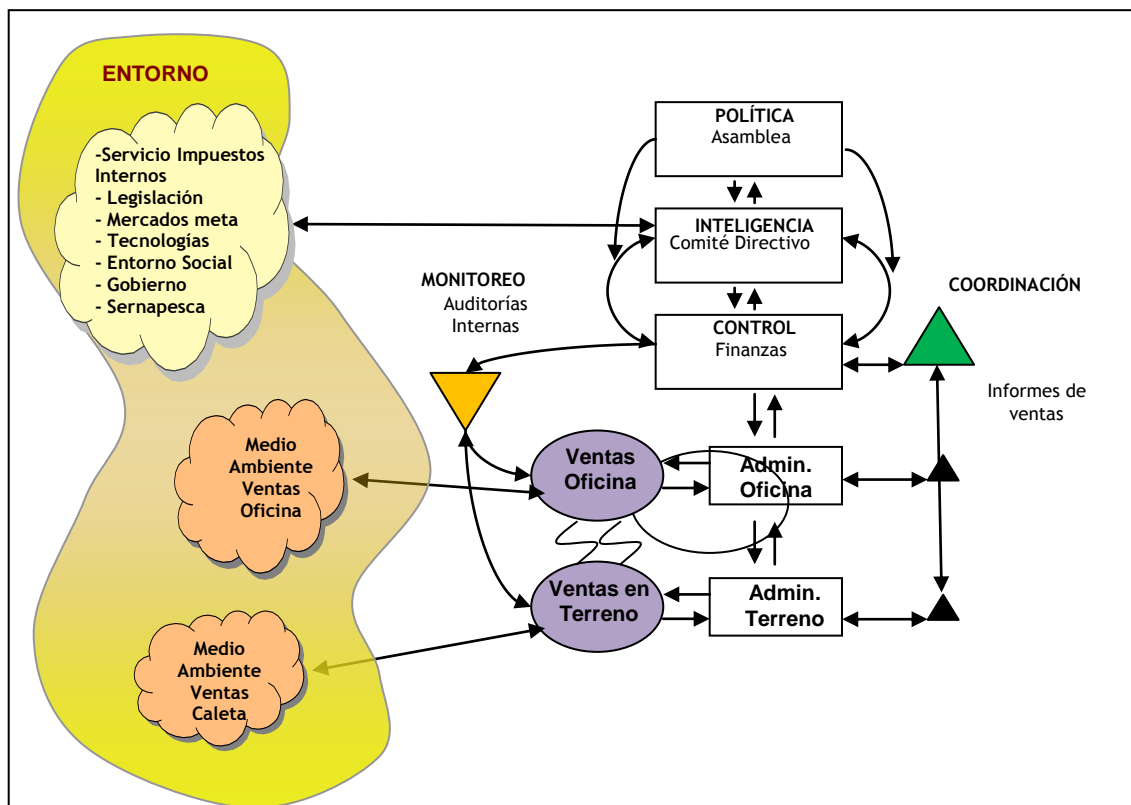 ENTORNO
-Servicio Impuestos
Internos
- Legislación
- Mercados meta
- Tecnologías
- Entorno Social
- Gobierno
- Sernapesca
POLÍTICA
Asamblea
INTELIGENCIA
Comité Directivo
MONITOREO
Auditorías
Internas
CONTROL
Finanzas
COORDINACIÓN
Informes de
ventas
Medio
Ambiente
Ventas
Oficina
Ventas
Oficina
Admin.
Oficina
Ventas en
Terreno
Admin.
Terreno
Medio
Ambiente
Ventas
Caleta